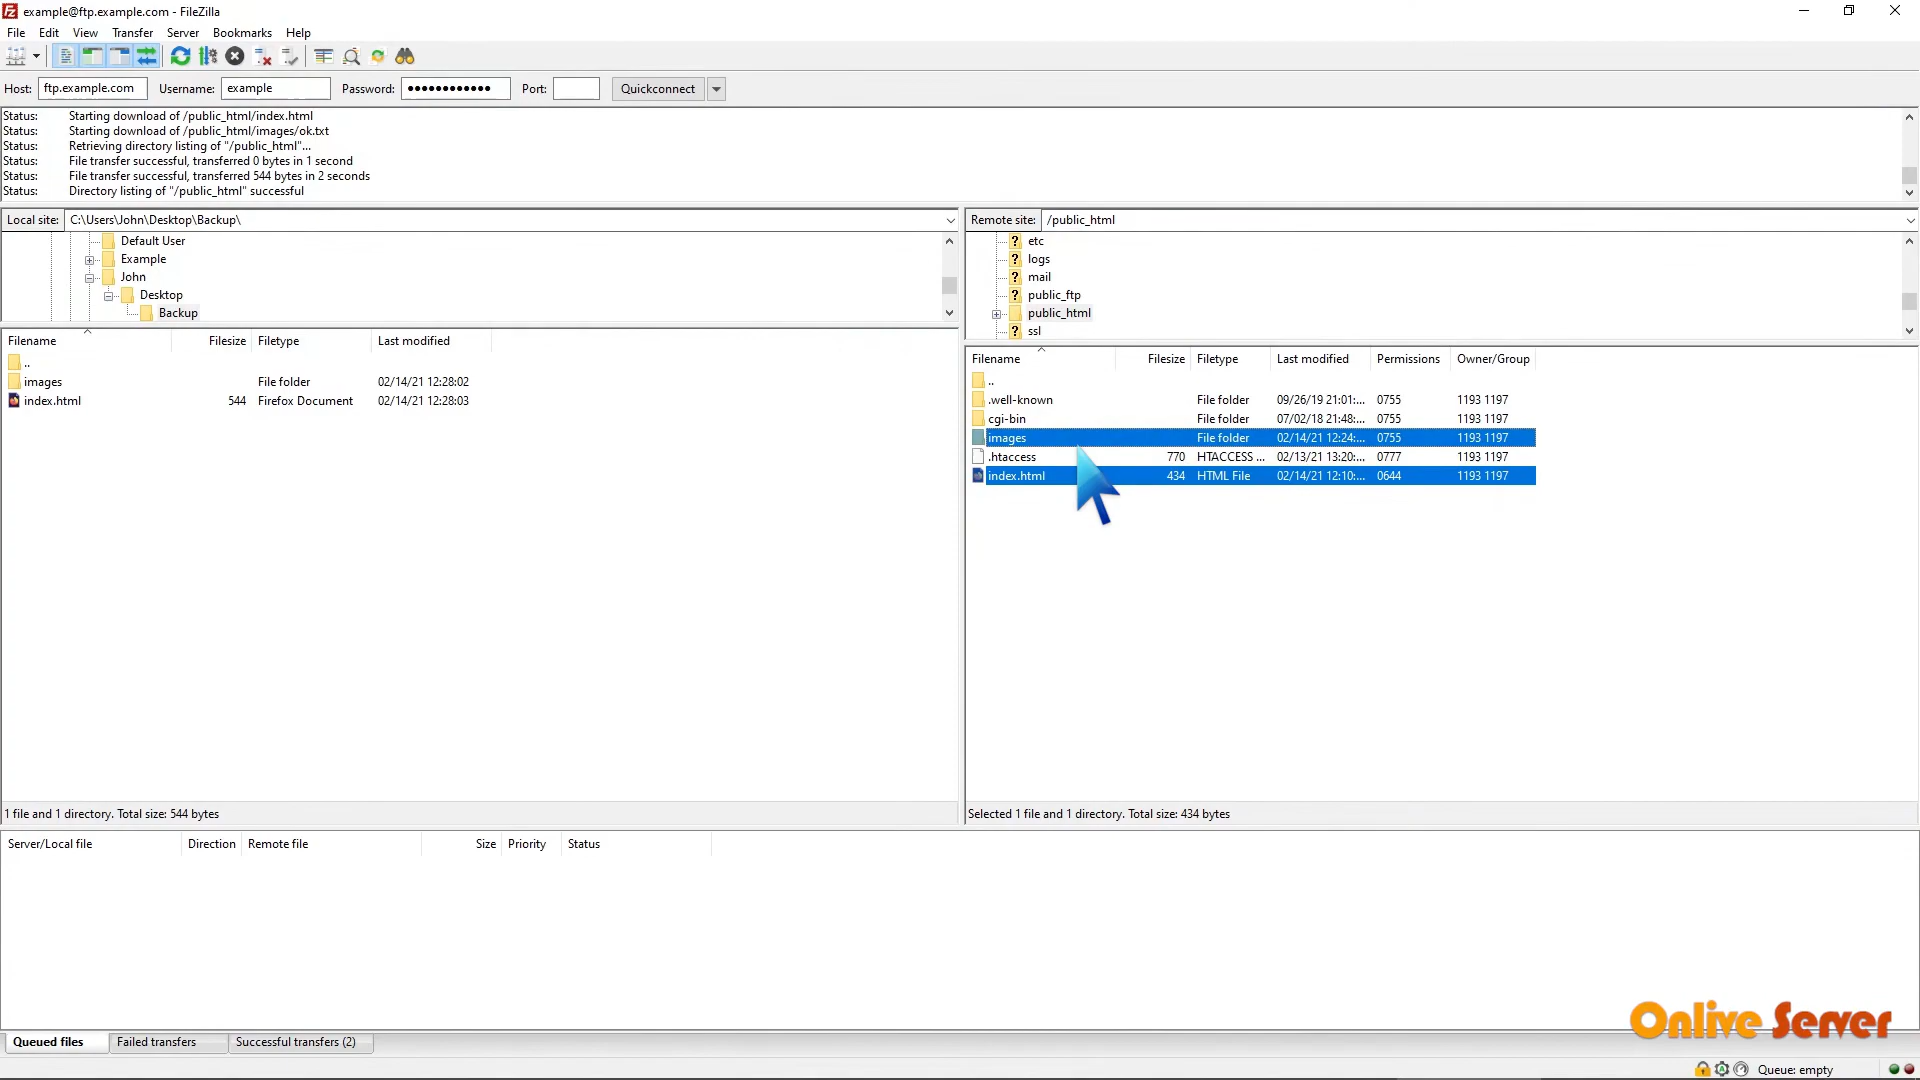 example@ftp.example.com - FileZilla
File Edit View Transfer Server Bookmarks Help
Host: ftp.example.com Username: example Password: ●●●●●●●●●●●● Port: Quickconnect
Status: Starting download of /public_html/index.html
Status: Starting download of /public_html/images/ok.txt
Status: Retrieving directory listing of "/public_html"...
Status: File transfer successful, transferred 0 bytes in 1 second
Status: File transfer successful, transferred 544 bytes in 2 seconds
Status: Directory listing of "/public_html" successful
Local site: C:\Users\John\Desktop\Backup\
Default User
Example
John
Desktop
Backup
Filename Filesize Filetype Last modified
..
images File folder 02/14/21 12:28:02
index.html 544 Firefox Document 02/14/21 12:28:03
1 file and 1 directory. Total size: 544 bytes
Remote site: /public_html
? etc
? logs
? mail
? public_ftp
public_html
? ssl
Filename Filesize Filetype Last modified Permissions Owner/Group
..
.well-known File folder 09/26/19 21:01:... 0755 1193 1197
cgi-bin File folder 07/02/18 21:48:... 0755 1193 1197
images File folder 02/14/21 12:24:... 0755 1193 1197
.htaccess 770 HTACCESS ... 02/13/21 13:20:... 0777 1193 1197
index.html 434 HTML File 02/14/21 12:10:... 0644 1193 1197
Selected 1 file and 1 directory. Total size: 434 bytes
Server/Local file Direction Remote file Size Priority Status
Onlive Server
Queued files Failed transfers Successful transfers (2)
Queue: empty